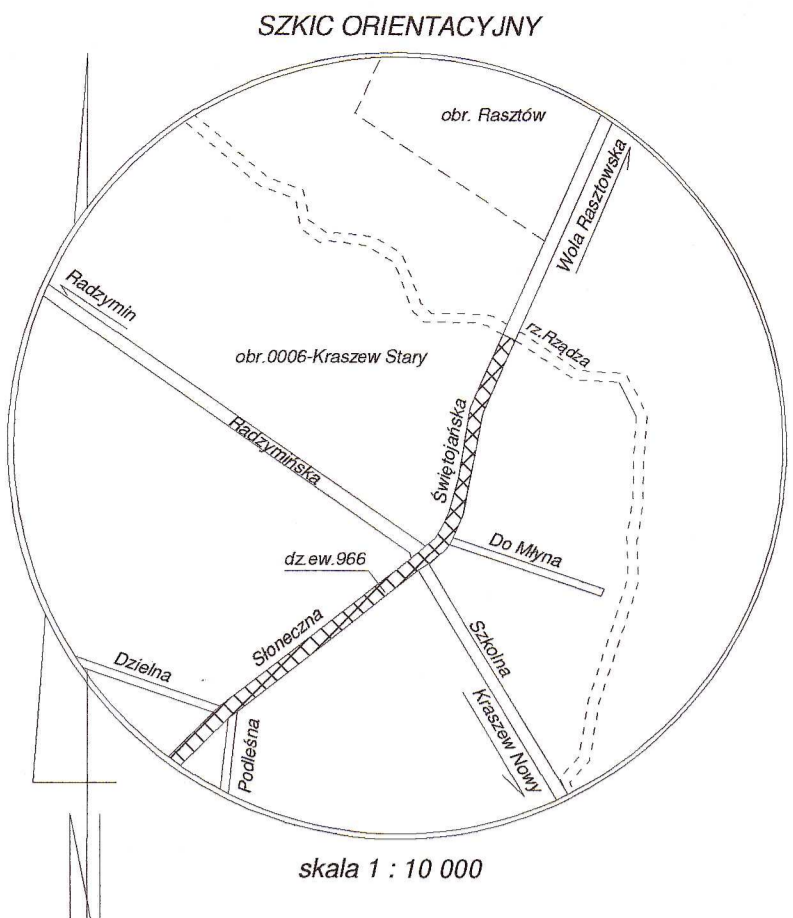 SZKIC ORIENTACYJNY
obr. Rasztów
Wola Rasztowska
Radzymin
rz.Rządza
obr.0006-Kraszew Stary
Świętojańska
Radzymińska
Do Młyna
dz.ew.966
Słoneczna
Szkolna
Dzielna
Kraszew Nowy
Podleśna
skala 1 : 10 000